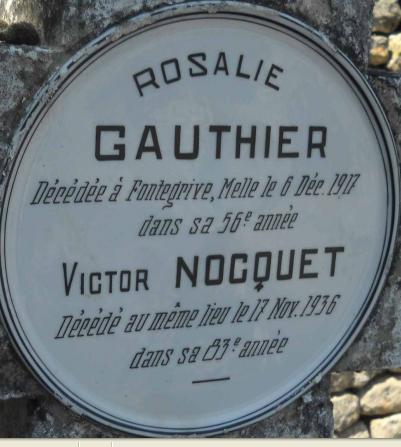 ROSALIE
GAUTHIER
Décédée à Fontegrive, Melle le 6 Déc. 1917
dans sa 56e année
VICTOR NOCQUET
Décédé au même lieu le 17 Nov. 1936
dans sa 83e année